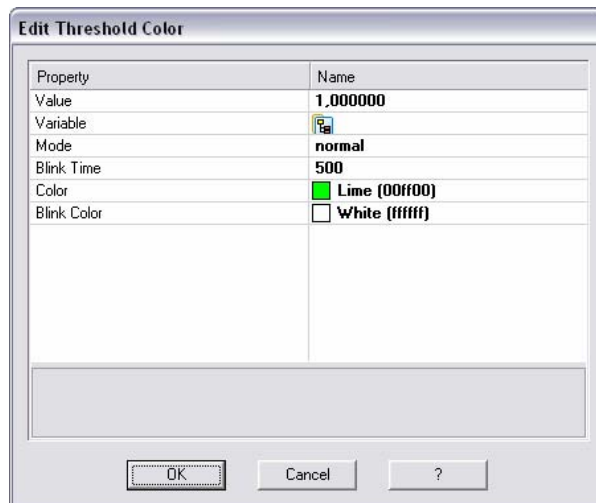 Edit Threshold Color
Property Name
Value 1,000000
Variable
Mode normal
Blink Time 500
Color Lime (00ff00)
Blink Color White (ffffff)
OK Cancel ?